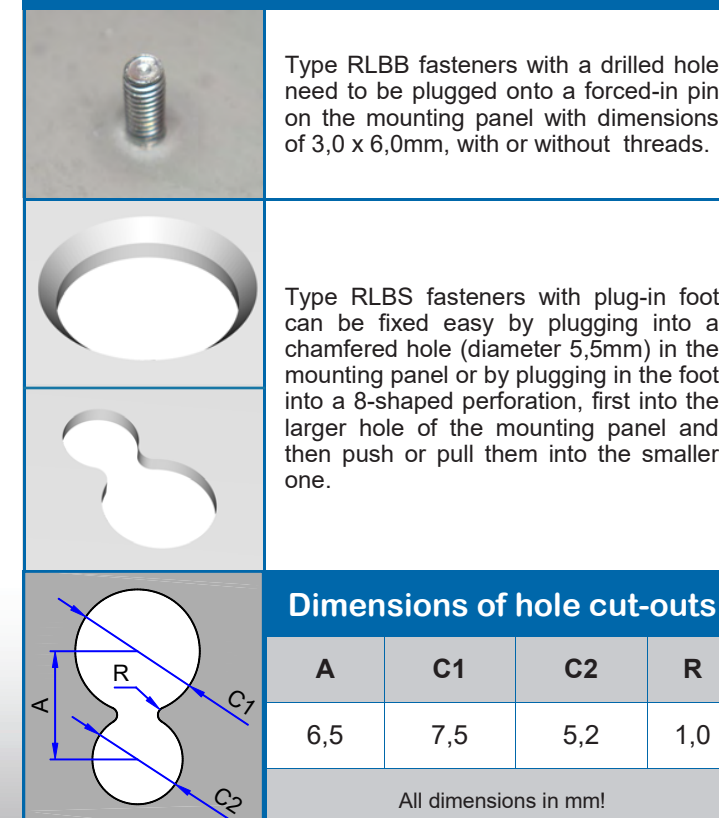 Type RLBB fasteners with a drilled hole
need to be plugged onto a forced-in pin
on the mounting panel with dimensions
of 3,0 x 6,0mm, with or without threads.
Type RLBS fasteners with plug-in foot
can be fixed easy by plugging into a
chamfered hole (diameter 5,5mm) in the
mounting panel or by plugging in the foot
into a 8-shaped perforation, first into the
larger hole of the mounting panel and
then push or pull them into the smaller
one.
R
A
C1
C2
Dimensions of hole cut-outs
A C1 C2 R
6,5 7,5 5,2 1,0
All dimensions in mm!